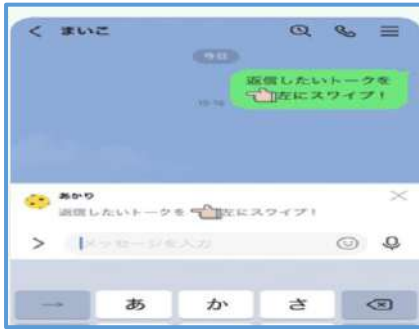 まいこ
今日
返信したいトークを
👈左にスワイプ！
あかり
返信したいトークを👈左にスワイプ！
メッセージを入力
あ
か
さ